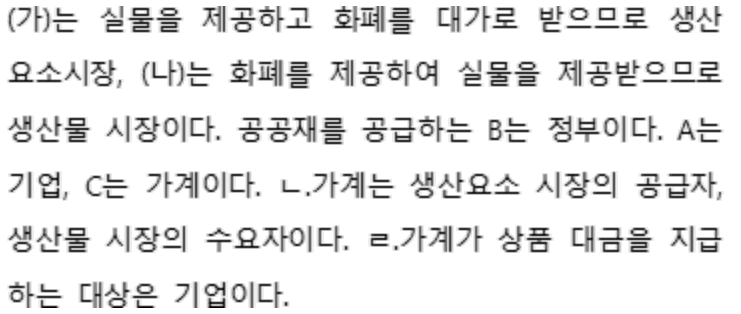 (가)는 실물을 제공하고 화폐를 대가로 받으므로 생산
요소시장, (나)는 화폐를 제공하여 실물을 제공받으므로
생산물 시장이다. 공공재를 공급하는 B는 정부이다. A는
기업, C는 가계이다. ㄴ.가계는 생산요소 시장의 공급자,
생산물 시장의 수요자이다. ㄹ.가계가 상품 대금을 지급
하는 대상은 기업이다.